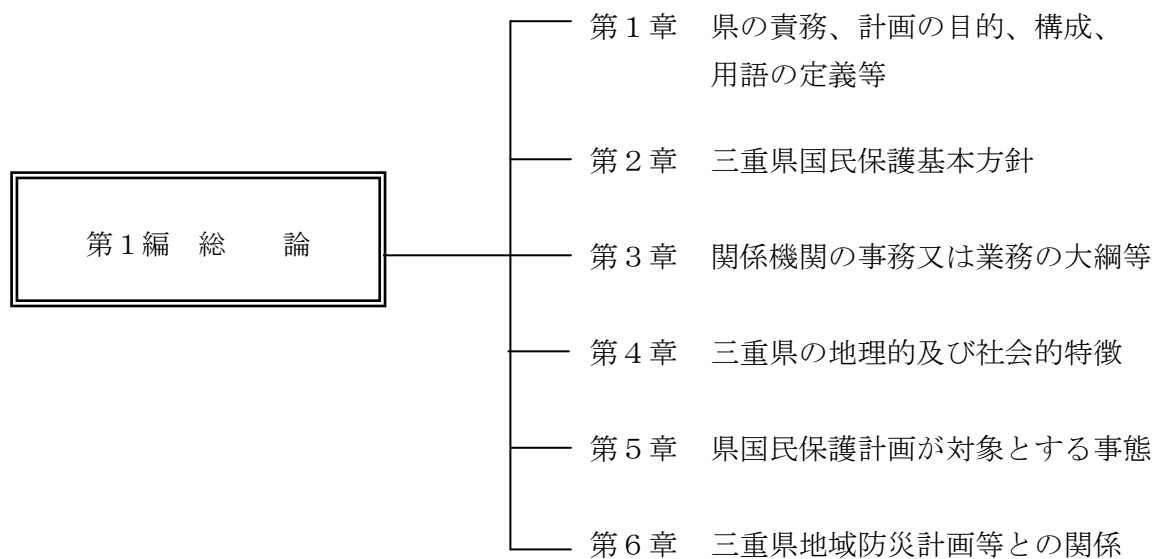 第１章　県の責務、計画の目的、構成、
用語の定義等
第２章　三重県国民保護基本方針
第１編　総　　論
第３章　関係機関の事務又は業務の大綱等
第４章　三重県の地理的及び社会的特徴
第５章　県国民保護計画が対象とする事態
第６章　三重県地域防災計画等との関係